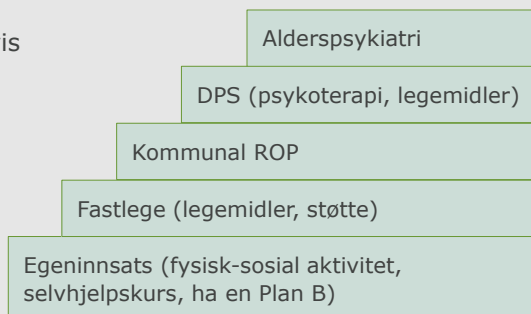 is
Alderspsykiatri
DPS (psykoterapi, legemidler)
Kommunal ROP
Fastlege (legemidler, støtte)
Egeninnsats (fysisk-sosial aktivitet,
selvhjelpskurs, ha en Plan B)